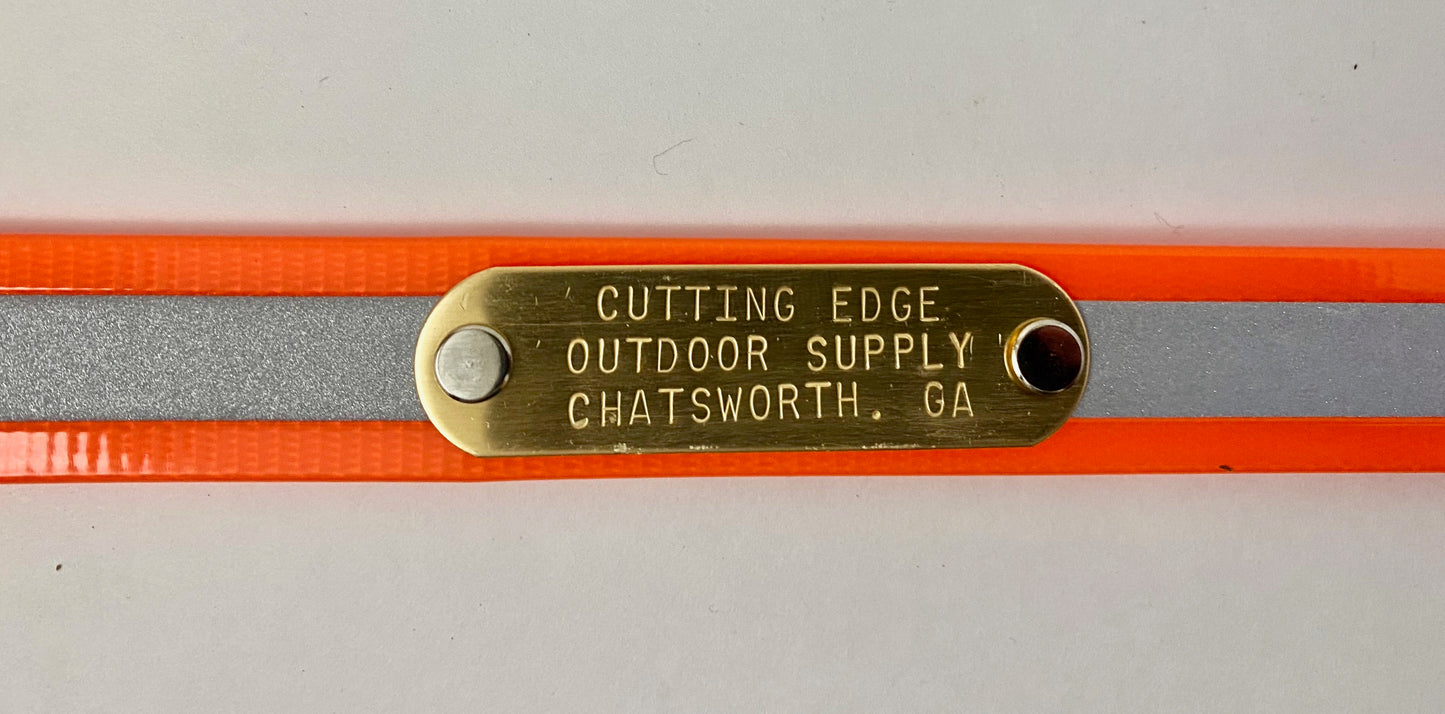 CUTTING EDGE
OUTDOOR SUPPLY
CHATSWORTH. GA